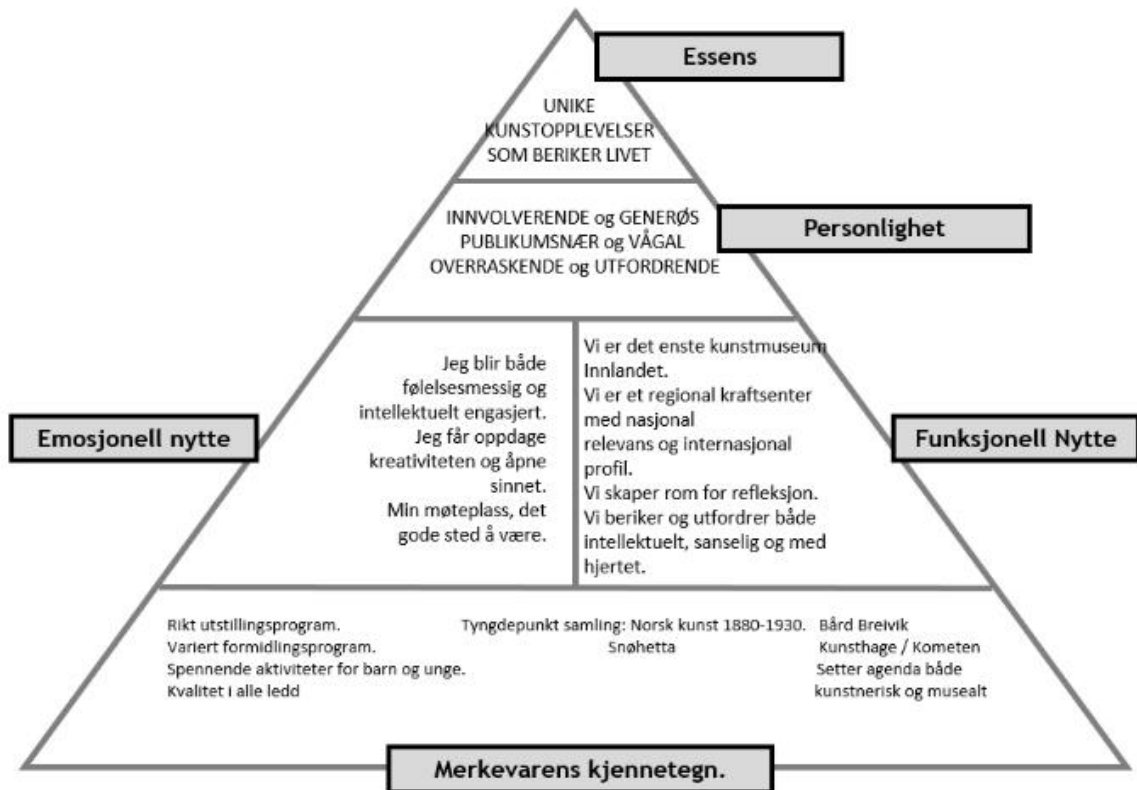 Essens
UNIKE
KUNSTOPPLEVELSER
SOM BERIKER LIVET
INNVOLVERENDE og GENERØS
PUBLIKUMSNÆR og VÅGAL
OVERRASKENDE og UTFORDRENDE
Personlighet
Emosjonell nytte
Jeg blir både
følelsesmessig og
intellektuelt engasjert.
Jeg får oppdage
kreativiteten og åpne
sinnet.
Min møteplass, det
gode sted å være.
Vi er det enste kunstmuseum
Innlandet.
Vi er et regional kraftsenter
med nasjonal
relevans og internasjonal
profil.
Vi skaper rom for refleksjon.
Vi beriker og utfordrer både
intellektuelt, sanselig og med
hjertet.
Funksjonell Nytte
Rikt utstillingsprogram.
Variert formidlingsprogram.
Spennende aktiviteter for barn og unge.
Kvalitet i alle ledd
Tyngdepunkt samling: Norsk kunst 1880-1930.
Snøhetta
Bård Breivik
Kunsthage / Kometen
Setter agenda både
kunstnerisk og musealt
Merkevarens kjennetegn.